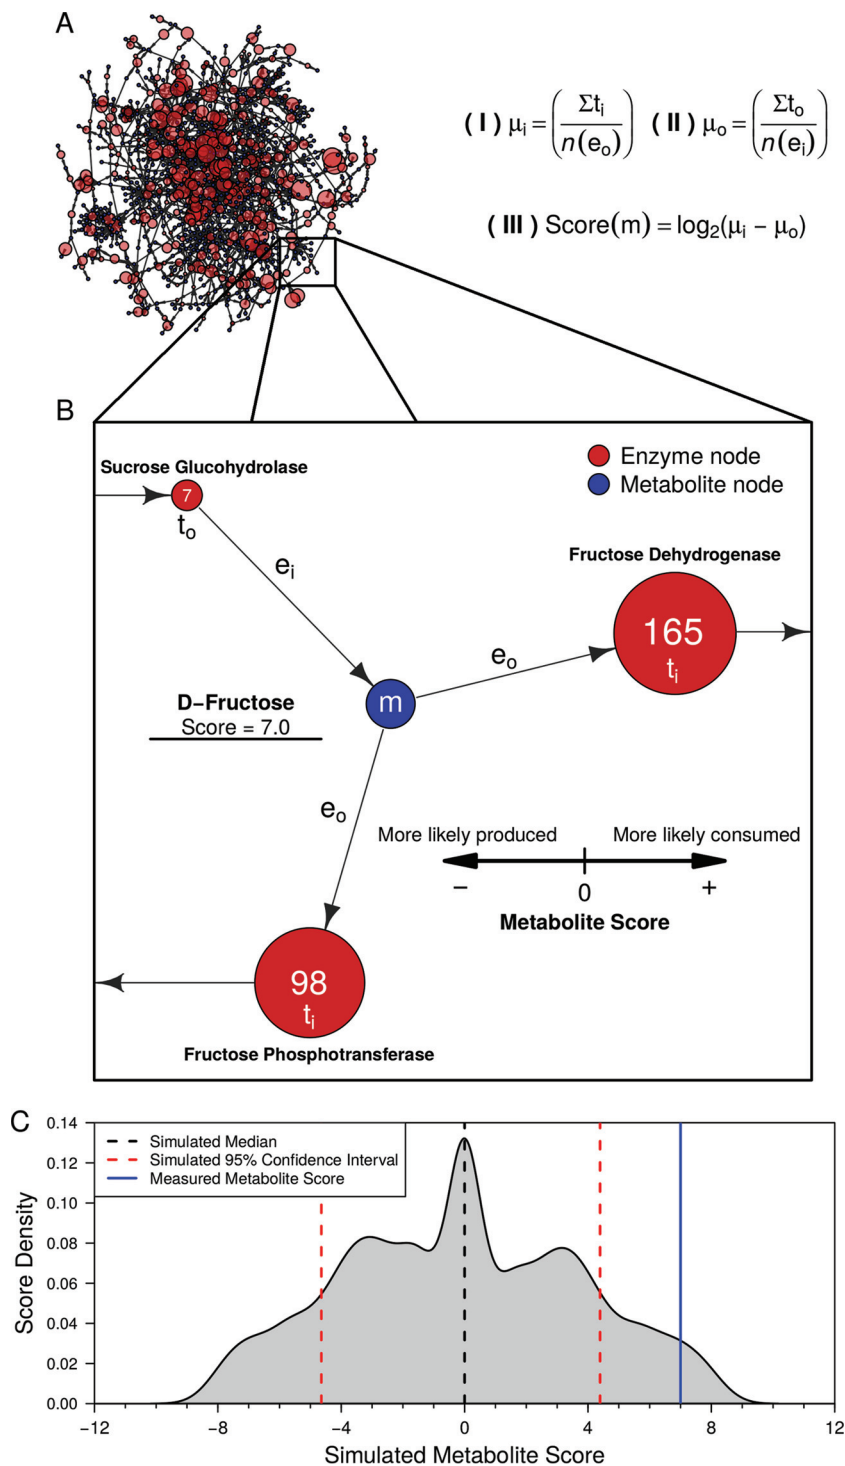 A
( I ) μi = (Σti / n(eo)) ( II ) μo = (Σto / n(ei))
( III ) Score(m) = log2(μi − μo)
B
Sucrose Glucohydrolase
7
to
ei
Enzyme node
Metabolite node
Fructose Dehydrogenase
165
ti
eo
D−Fructose
Score = 7.0
m
eo
More likely produced
More likely consumed
−
0
+
Metabolite Score
98
ti
Fructose Phosphotransferase
C
Simulated Median
Simulated 95% Confidence Interval
Measured Metabolite Score
Score Density
0.14
0.12
0.10
0.08
0.06
0.04
0.02
0.00
−12 −8 −4 0 4 8 12
Simulated Metabolite Score